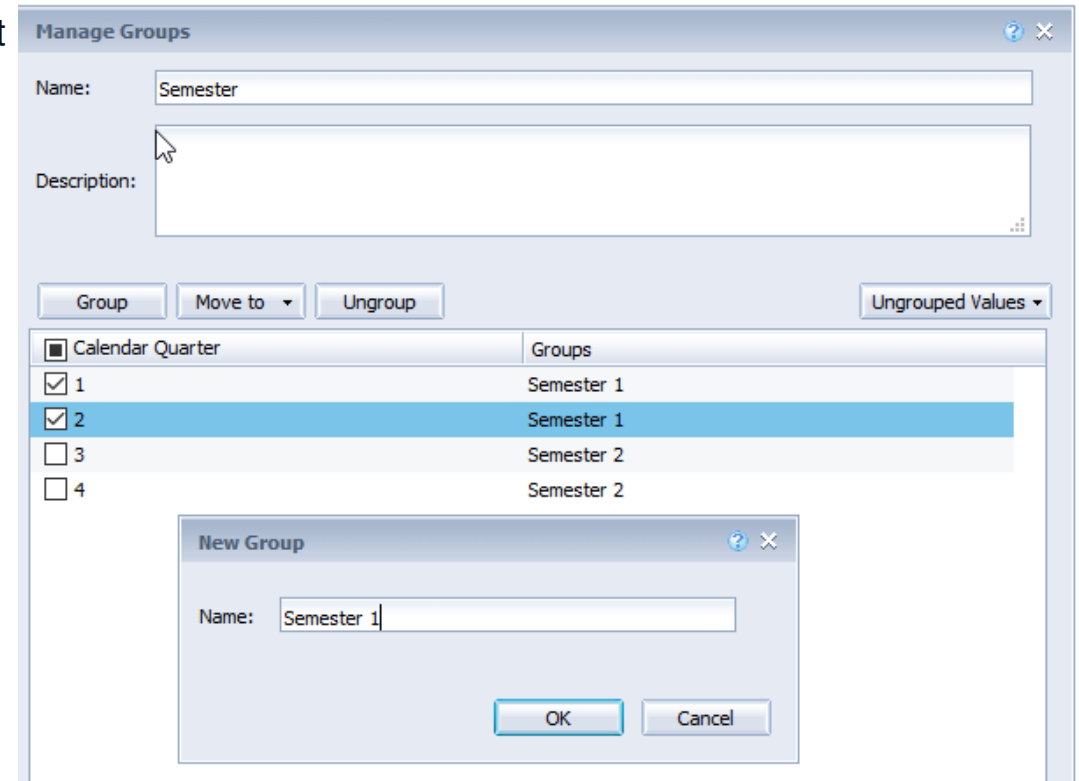 t
Manage Groups
Name: Semester
Description:
Group Move to Ungroup Ungrouped Values
Calendar Quarter Groups
1 Semester 1
2 Semester 1
3 Semester 2
4 Semester 2
New Group
Name: Semester 1
OK Cancel